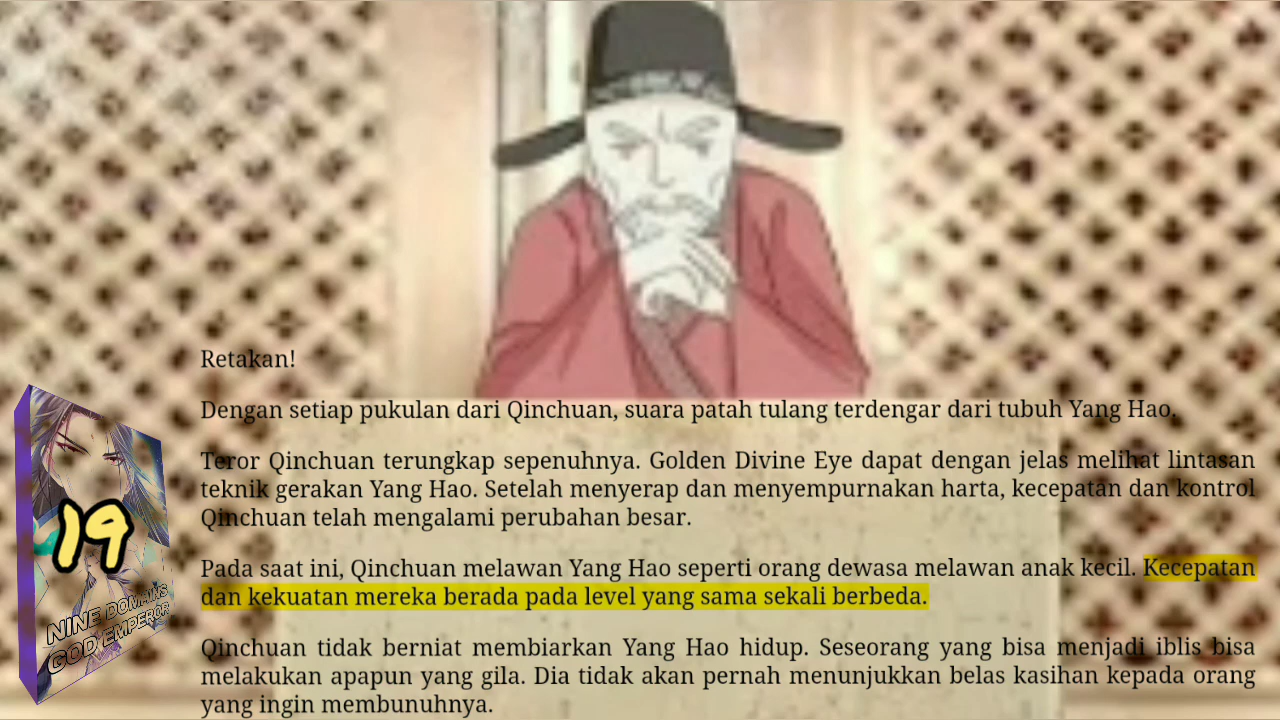 Retakan!
Dengan setiap pukulan dari Qinchuan, suara patah tulang terdengar dari tubuh Yang Hao.
Teror Qinchuan terungkap sepenuhnya. Golden Divine Eye dapat dengan jelas melihat lintasan
teknik gerakan Yang Hao. Setelah menyerap dan menyempurnakan harta, kecepatan dan kontrol
Qinchuan telah mengalami perubahan besar.
Pada saat ini, Qinchuan melawan Yang Hao seperti orang dewasa melawan anak kecil. Kecepatan
dan kekuatan mereka berada pada level yang sama sekali berbeda.
Qinchuan tidak berniat membiarkan Yang Hao hidup. Seseorang yang bisa menjadi iblis bisa
melakukan apapun yang gila. Dia tidak akan pernah menunjukkan belas kasihan kepada orang
yang ingin membunuhnya.
19
NINE DOMAINS
GOD EMPEROR